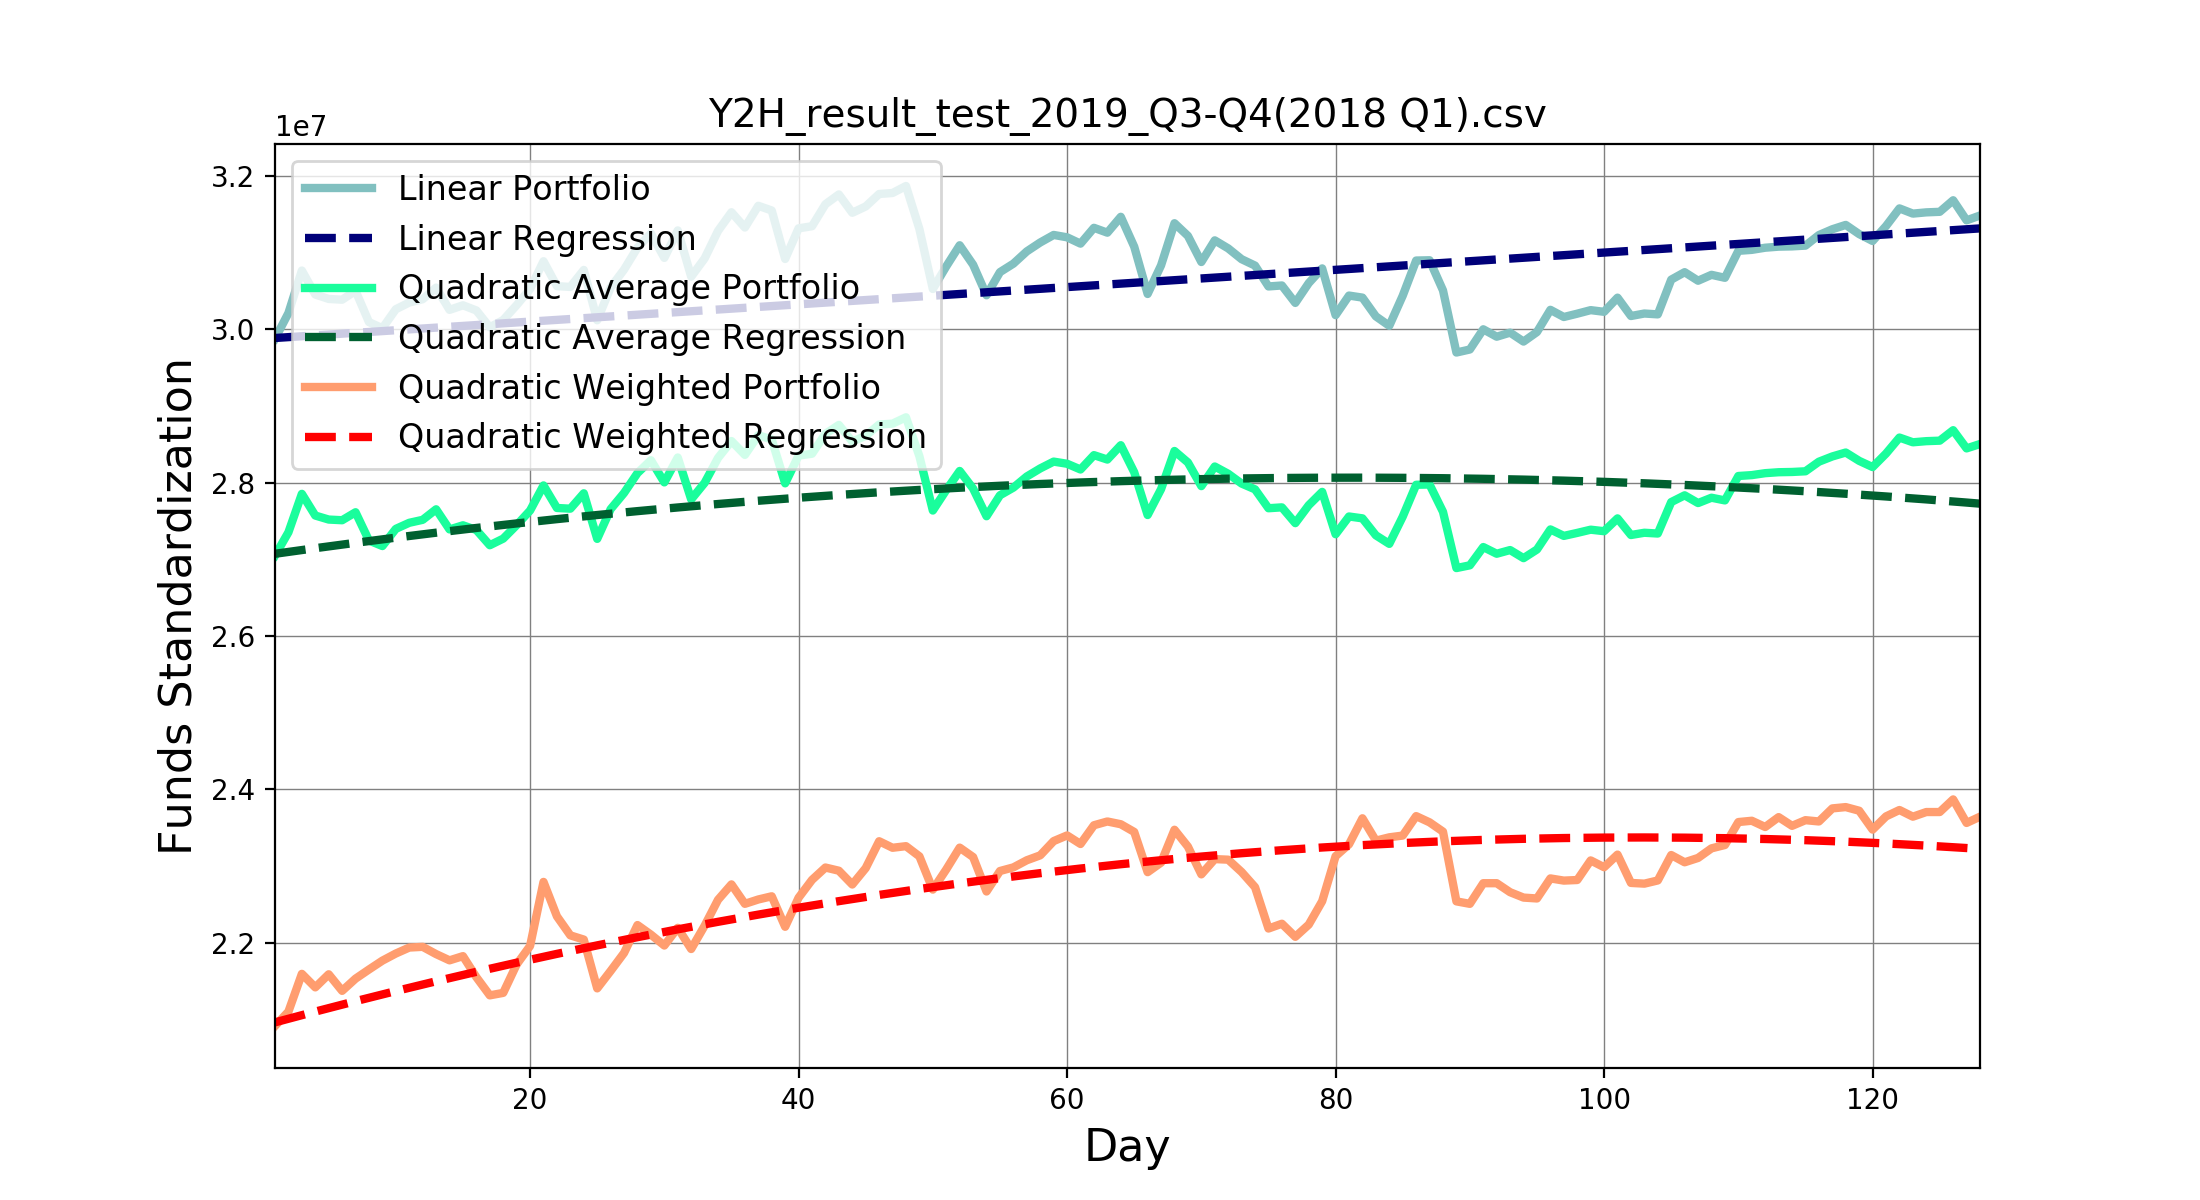 Y2H_result_test_2019_Q3-Q4(2018 Q1).csv
1e7
3.2
3.0
2.8
2.6
2.4
2.2
Funds Standardization
Linear Portfolio
Linear Regression
Quadratic Average Portfolio
Quadratic Average Regression
Quadratic Weighted Portfolio
Quadratic Weighted Regression
20 40 60 80 100 120
Day